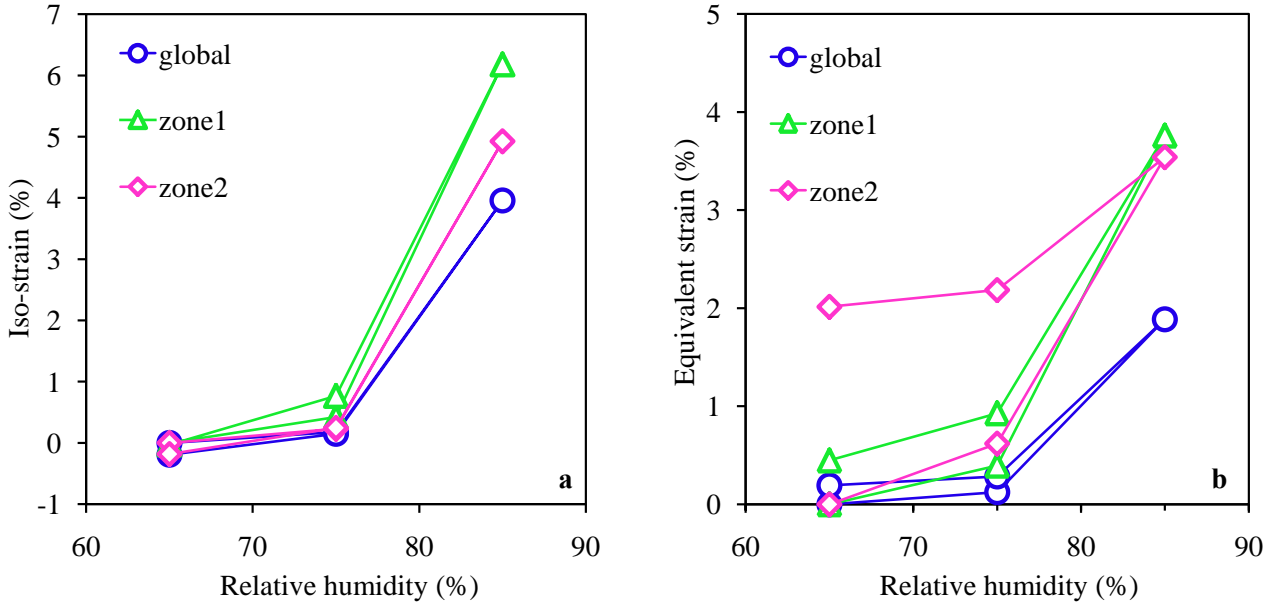 7
6
5
4
3
2
1
0
-1
60
70
80
90
Iso-strain (%)
Relative humidity (%)
global
zone1
zone2
a
5
4
3
2
1
0
60
70
80
90
Equivalent strain (%)
Relative humidity (%)
global
zone1
zone2
b